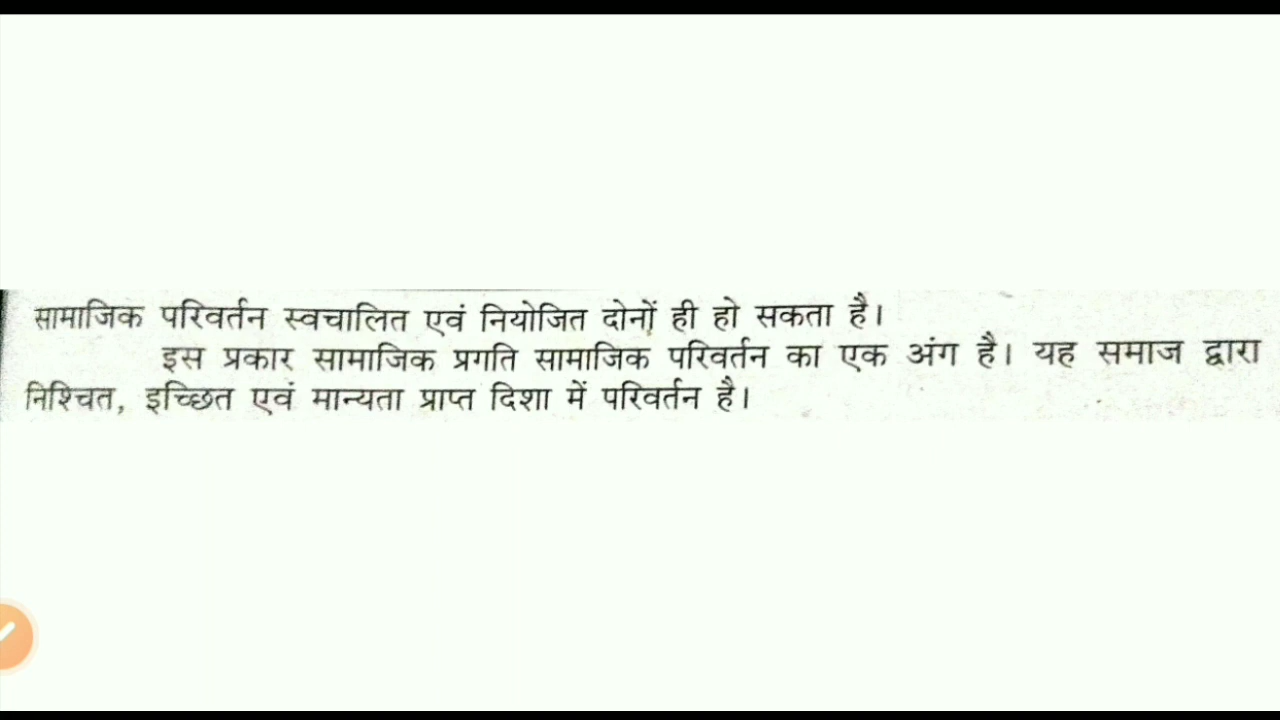 सामाजिक परिवर्तन स्वचालित एवं नियोजित दोनों ही हो सकता है।
इस प्रकार सामाजिक प्रगति सामाजिक परिवर्तन का एक अंग है। यह समाज द्वारा
निश्चित, इच्छित एवं मान्यता प्राप्त दिशा में परिवर्तन है।